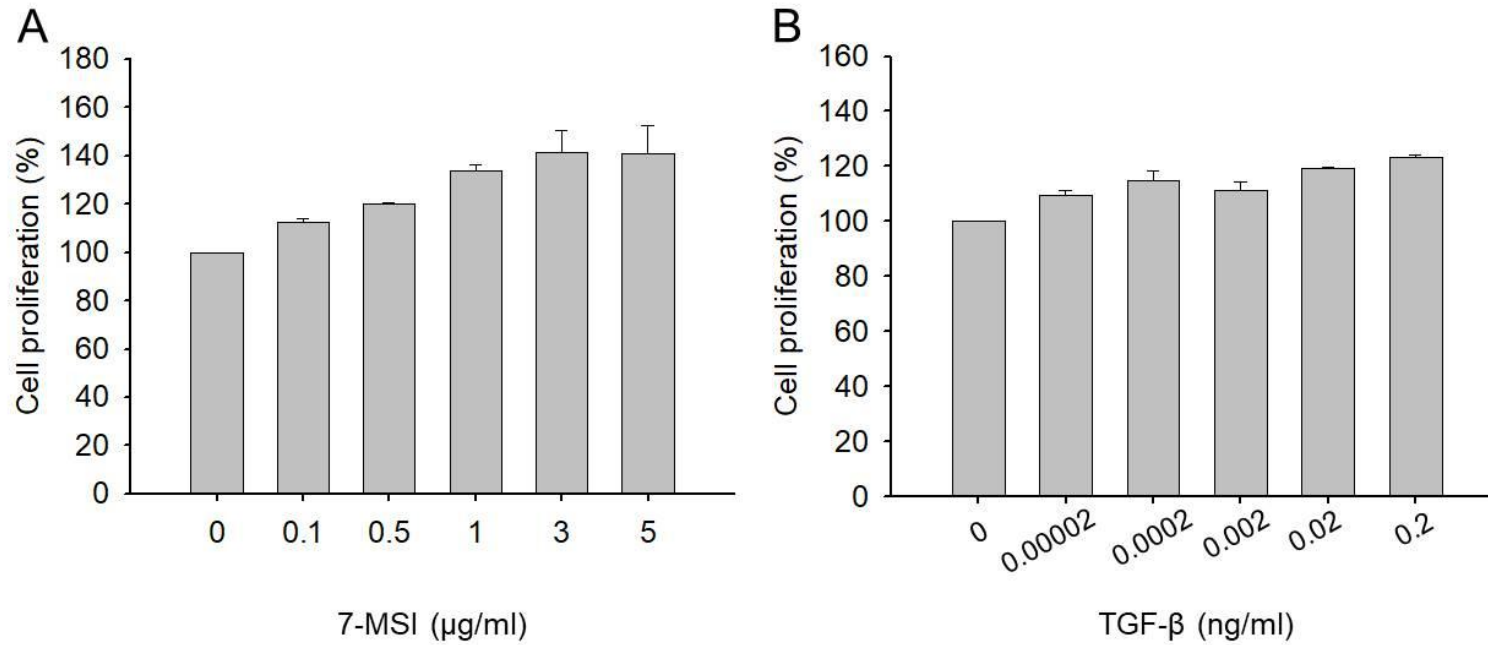 A
180
160
140
120
100
80
60
40
20
0
Cell proliferation (%)
0 0.1 0.5 1 3 5
7-MSI (µg/ml)
B
160
140
120
100
80
60
40
20
0
Cell proliferation (%)
0 0.00002 0.0002 0.002 0.02 0.2
TGF-β (ng/ml)